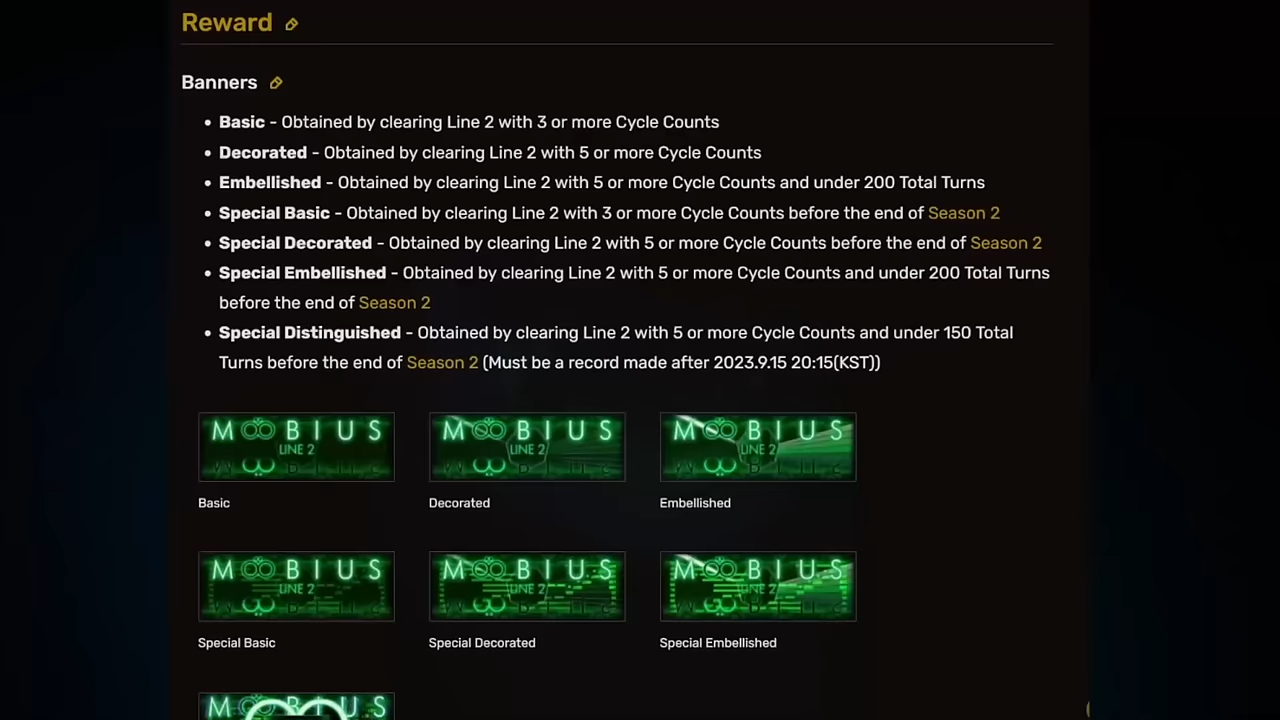 Reward
Banners
• Basic - Obtained by clearing Line 2 with 3 or more Cycle Counts
• Decorated - Obtained by clearing Line 2 with 5 or more Cycle Counts
• Embellished - Obtained by clearing Line 2 with 5 or more Cycle Counts and under 200 Total Turns
• Special Basic - Obtained by clearing Line 2 with 3 or more Cycle Counts before the end of Season 2
• Special Decorated - Obtained by clearing Line 2 with 5 or more Cycle Counts before the end of Season 2
• Special Embellished - Obtained by clearing Line 2 with 5 or more Cycle Counts and under 200 Total Turns
before the end of Season 2
• Special Distinguished - Obtained by clearing Line 2 with 5 or more Cycle Counts and under 150 Total
Turns before the end of Season 2 (Must be a record made after 2023.9.15 20:15(KST))
MOOBIUS MOOBIUS MOOBIUS
LINE 2 LINE 2 LINE 2
Basic Decorated Embellished
MOOBIUS MOOBIUS MOOBIUS
LINE 2 LINE 2 LINE 2
Special Basic Special Decorated Special Embellished
MOOBIUS